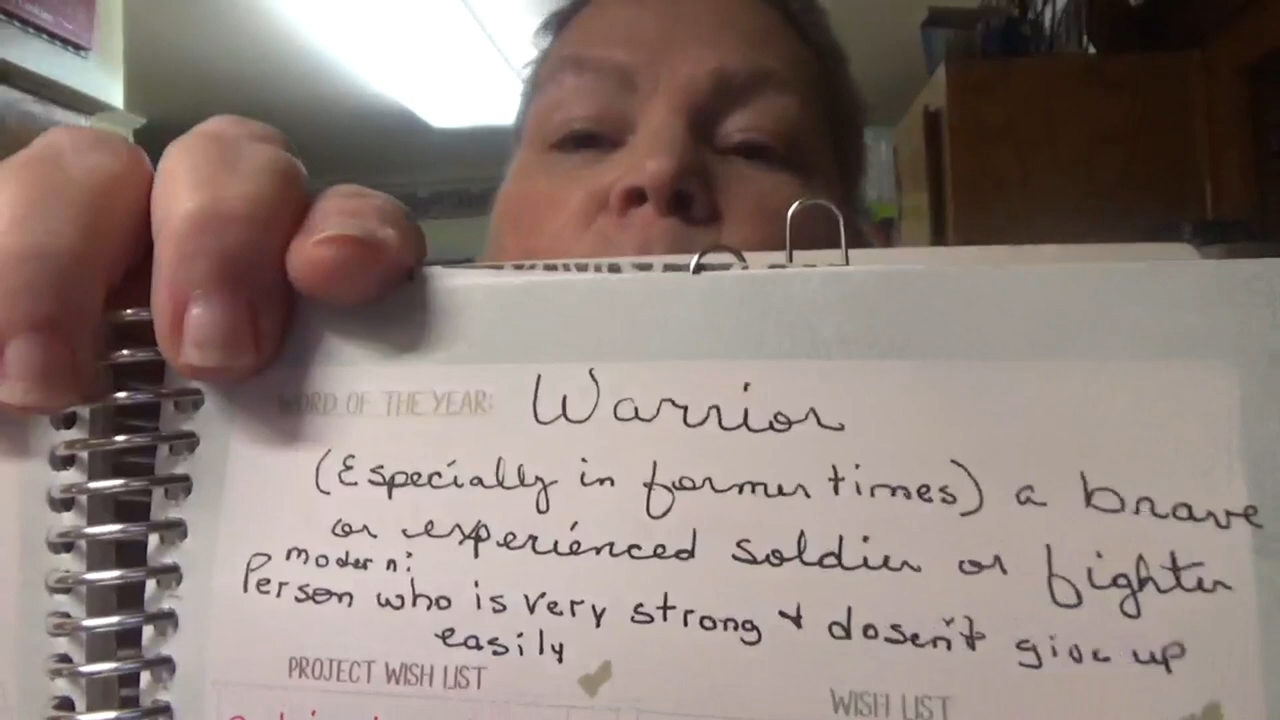 WORD OF THE YEAR: Warrior
(Especially in former times) a brave
or experienced soldier or fighter
modern:
Person who is very strong + dosen't give up
easily
PROJECT WISH LIST
WISH LIST